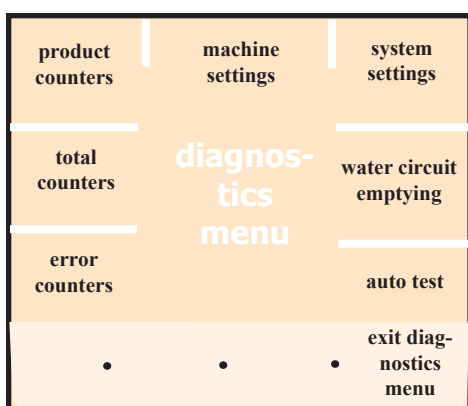 product
counters
machine
settings
system
settings
total
counters
diagnos-
tics
menu
water circuit
emptying
error
counters
auto test
exit diag-
nostics
menu